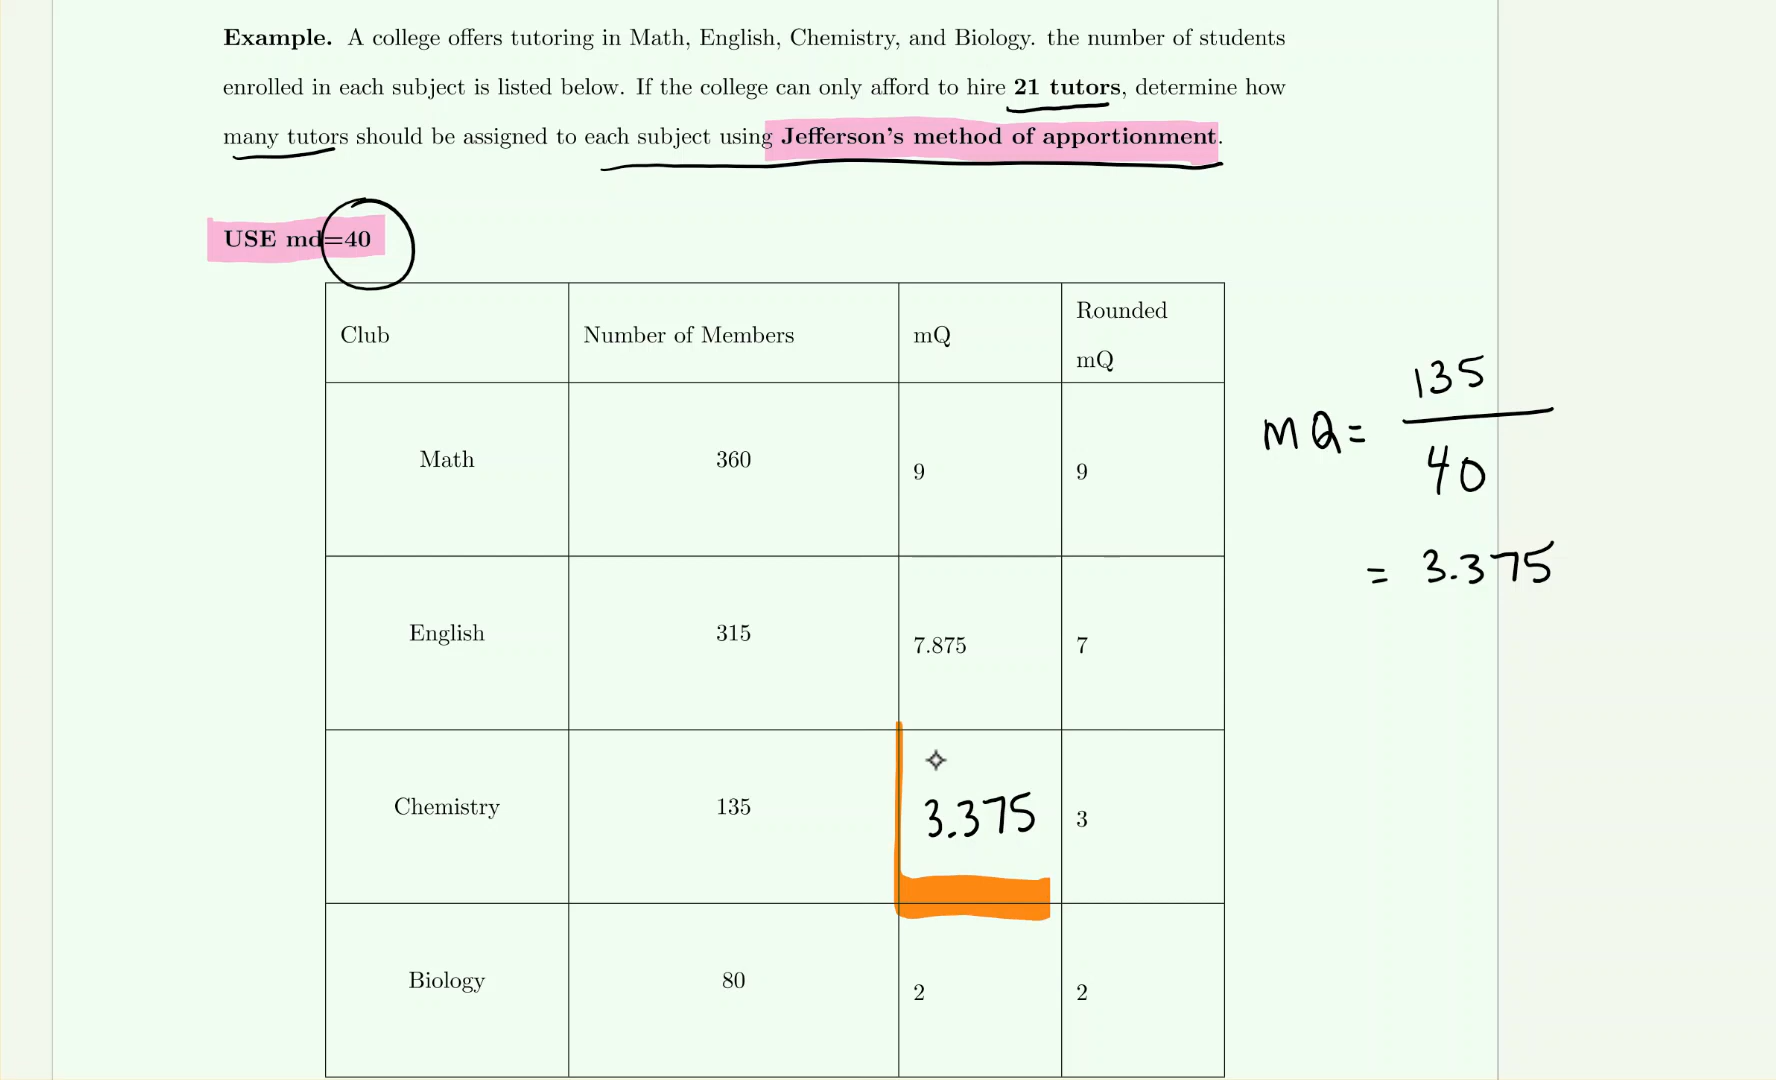 Example. A college offers tutoring in Math, English, Chemistry, and Biology. the number of students
enrolled in each subject is listed below. If the college can only afford to hire 21 tutors, determine how
many tutors should be assigned to each subject using Jefferson's method of apportionment.
USE md=40
Club Number of Members mQ Rounded mQ
Math 360 9 9
English 315 7.875 7
Chemistry 135 3.375 3
Biology 80 2 2
MQ = 135
40
= 3.375